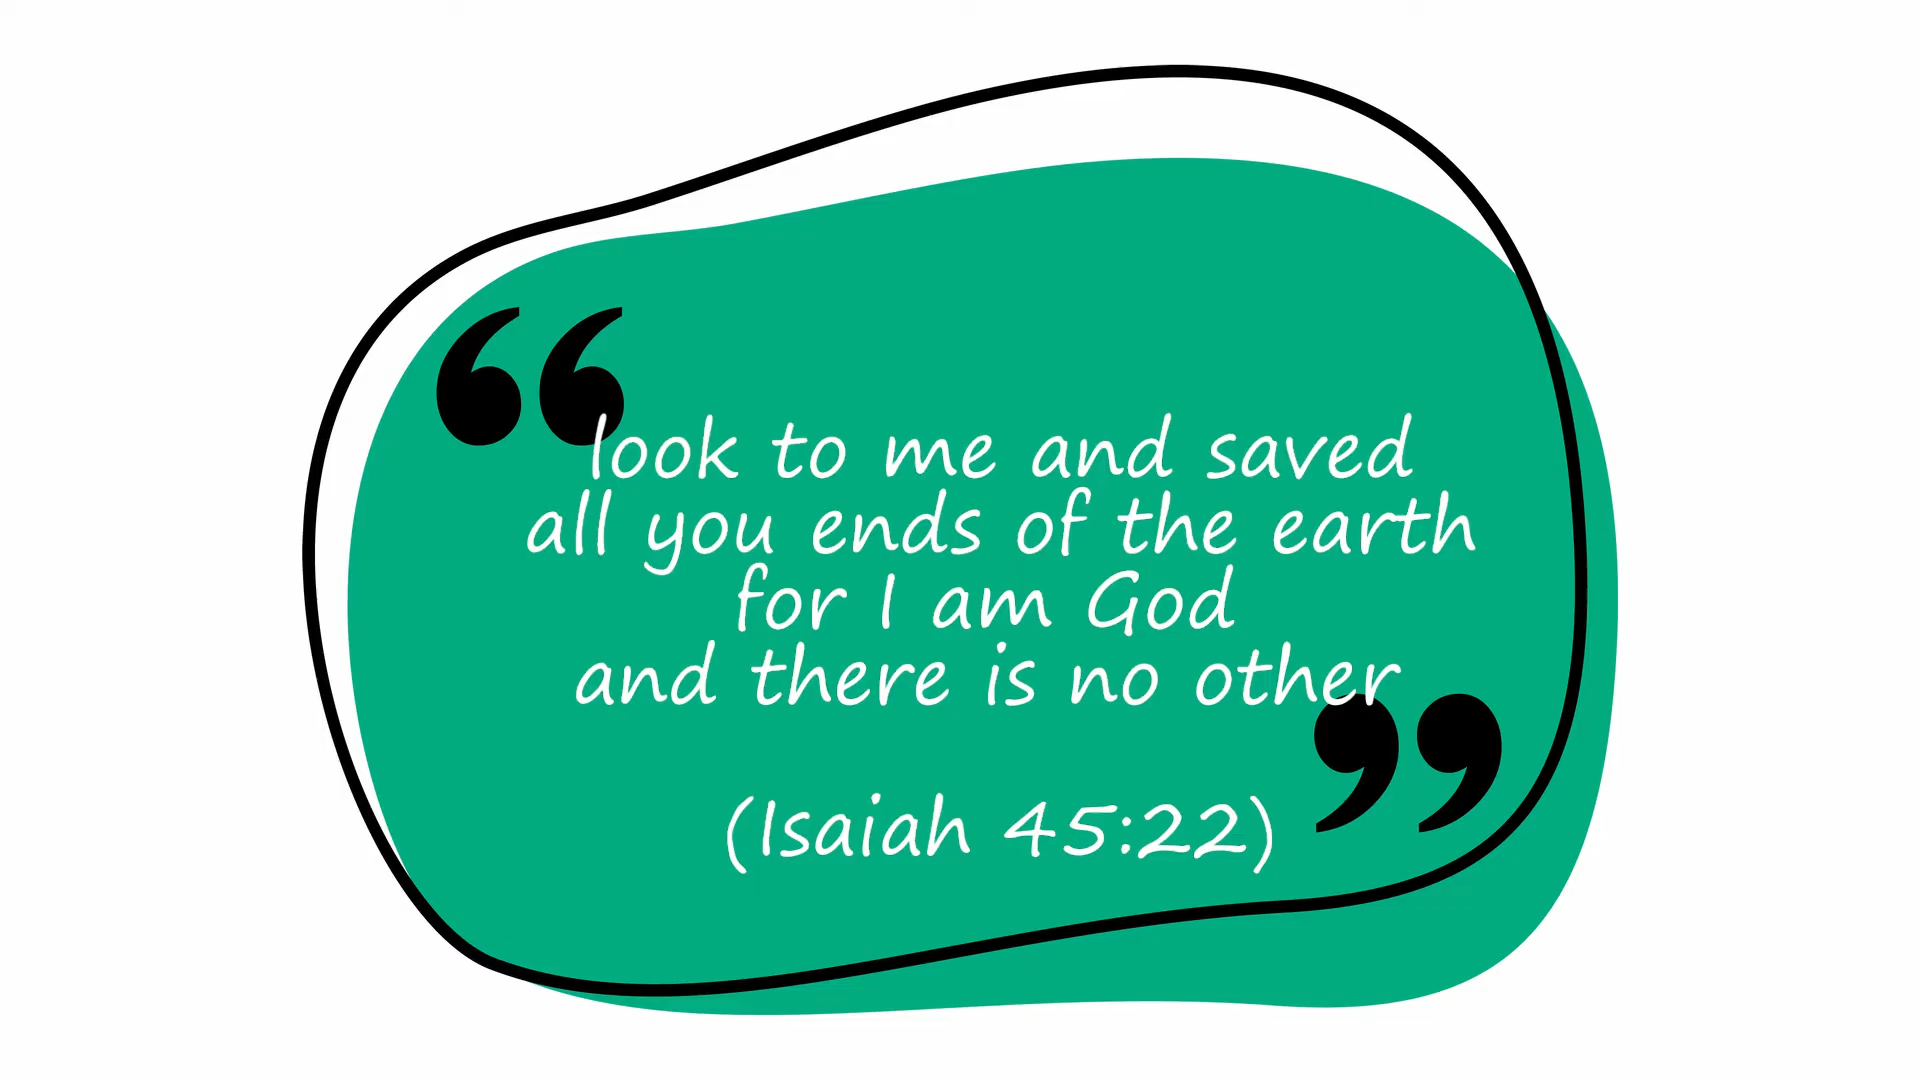 “look to me and saved
all you ends of the earth
for I am God
and there is no other”
(Isaiah 45:22)